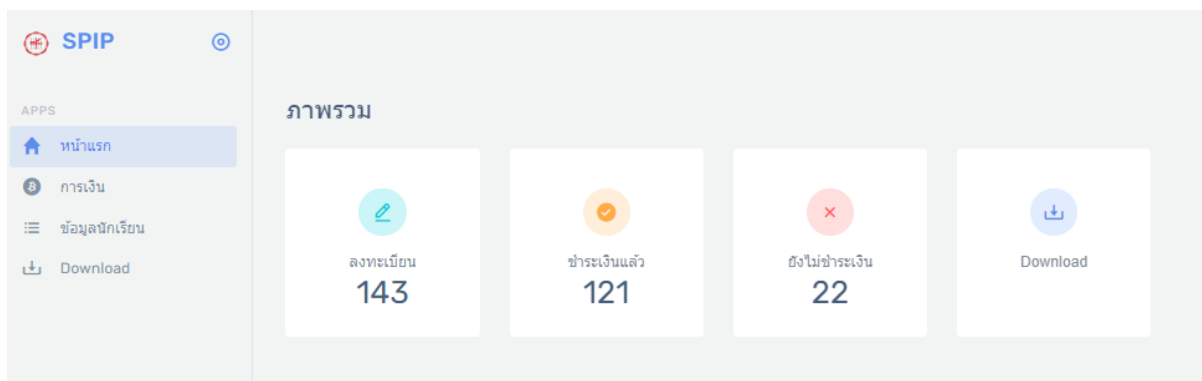 SPIP
APPS
หน้าแรก
การเงิน
ข้อมูลนักเรียน
Download
ภาพรวม
ลงทะเบียน
143
ชำระเงินแล้ว
121
ยังไม่ชำระเงิน
22
Download